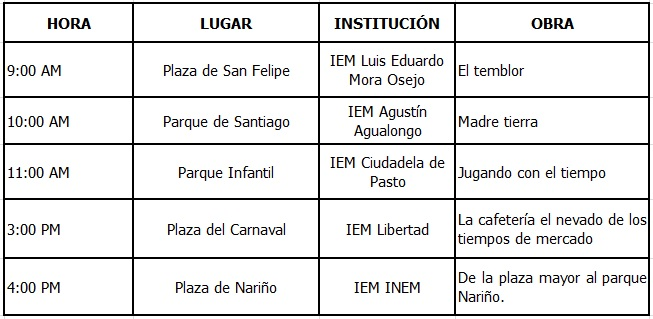 HORA LUGAR INSTITUCIÓN OBRA
9:00 AM Plaza de San Felipe IEM Luis Eduardo
Mora Osejo El temblor
10:00 AM Parque de Santiago IEM Agustín
Agualongo Madre tierra
11:00 AM Parque Infantil IEM Ciudadela de
Pasto Jugando con el tiempo
3:00 PM Plaza del Carnaval IEM Libertad La cafetería el nevado de los
tiempos de mercado
4:00 PM Plaza de Nariño IEM INEM De la plaza mayor al parque
Nariño.